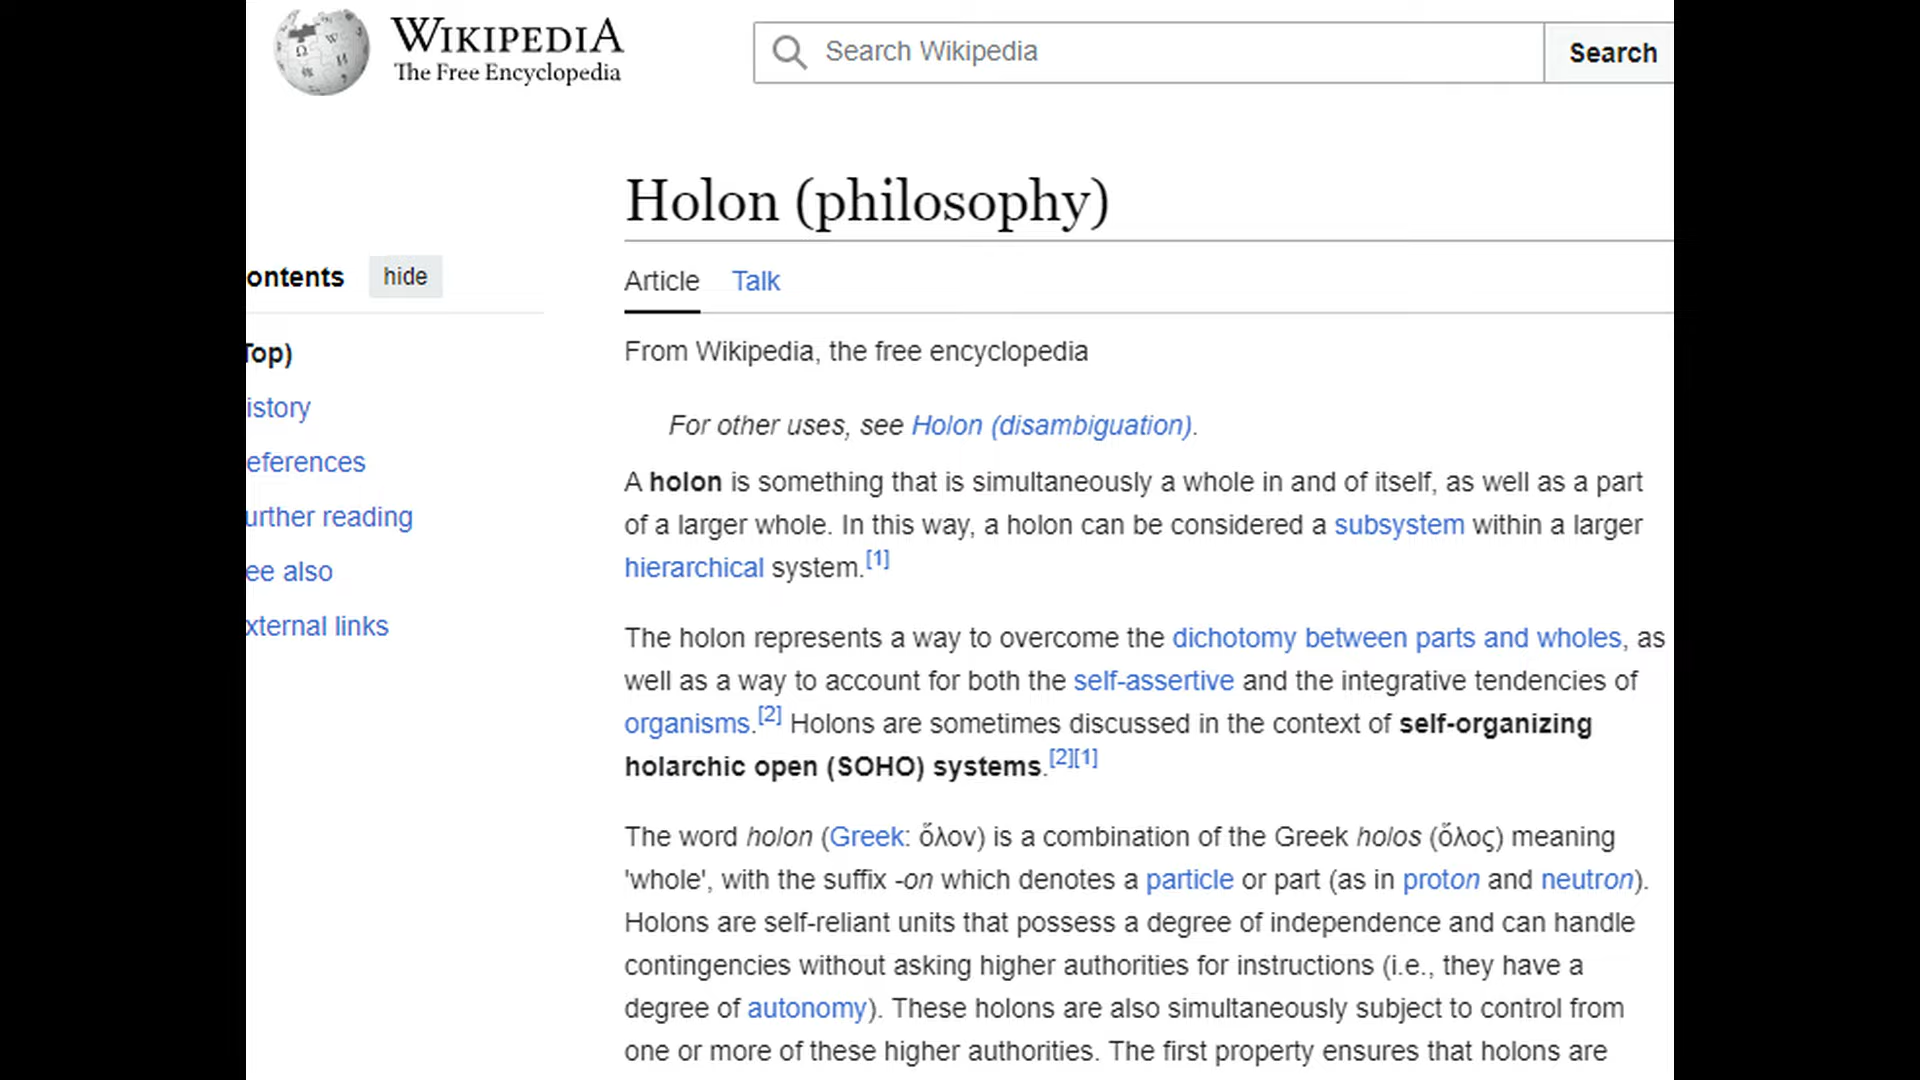 WIKIPEDIA
The Free Encyclopedia
Search Wikipedia
Search
Holon (philosophy)
ontents hide
Article Talk
Top)
From Wikipedia, the free encyclopedia
istory
For other uses, see Holon (disambiguation).
eferences
A holon is something that is simultaneously a whole in and of itself, as well as a part
urther reading
of a larger whole. In this way, a holon can be considered a subsystem within a larger
ee also
hierarchical system.[1]
xternal links
The holon represents a way to overcome the dichotomy between parts and wholes, as
well as a way to account for both the self-assertive and the integrative tendencies of
organisms.[2] Holons are sometimes discussed in the context of self-organizing
holarchic open (SOHO) systems.[2][1]
The word holon (Greek: ὅλον) is a combination of the Greek holos (ὅλος) meaning
'whole', with the suffix -on which denotes a particle or part (as in proton and neutron).
Holons are self-reliant units that possess a degree of independence and can handle
contingencies without asking higher authorities for instructions (i.e., they have a
degree of autonomy). These holons are also simultaneously subject to control from
one or more of these higher authorities. The first property ensures that holons are